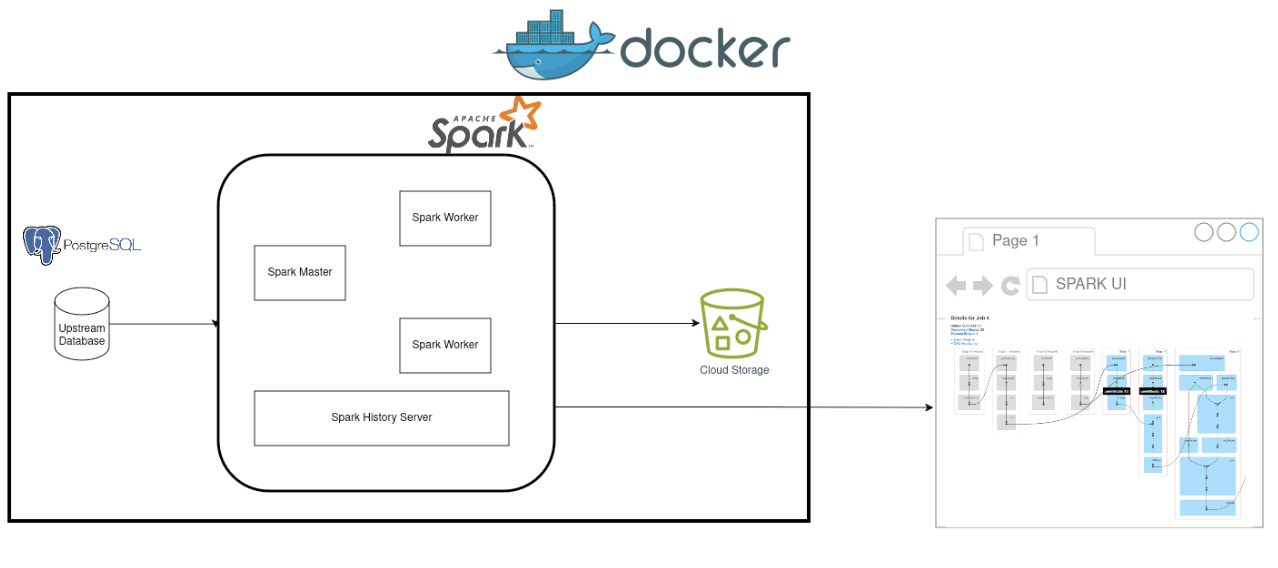 docker
APACHE
Spark
TM
PostgreSQL
Spark Worker
Spark Master
Upstream
Database
Spark Worker
Cloud Storage
Spark History Server
Page 1
SPARK UI
Details for Job 4